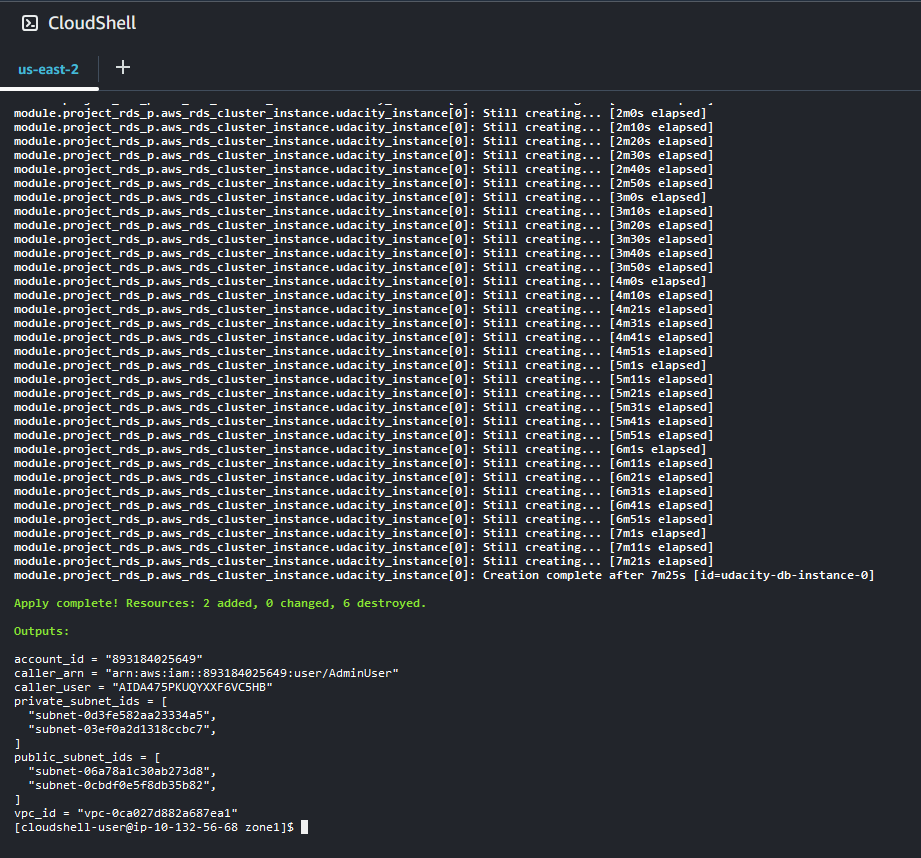 CloudShell
us-east-2
module.project_rds_p.aws_rds_cluster_instance.udacity_instance[0]: Still creating... [2m0s elapsed]
module.project_rds_p.aws_rds_cluster_instance.udacity_instance[0]: Still creating... [2m10s elapsed]
module.project_rds_p.aws_rds_cluster_instance.udacity_instance[0]: Still creating... [2m20s elapsed]
module.project_rds_p.aws_rds_cluster_instance.udacity_instance[0]: Still creating... [2m30s elapsed]
module.project_rds_p.aws_rds_cluster_instance.udacity_instance[0]: Still creating... [2m40s elapsed]
module.project_rds_p.aws_rds_cluster_instance.udacity_instance[0]: Still creating... [2m50s elapsed]
module.project_rds_p.aws_rds_cluster_instance.udacity_instance[0]: Still creating... [3m0s elapsed]
module.project_rds_p.aws_rds_cluster_instance.udacity_instance[0]: Still creating... [3m10s elapsed]
module.project_rds_p.aws_rds_cluster_instance.udacity_instance[0]: Still creating... [3m20s elapsed]
module.project_rds_p.aws_rds_cluster_instance.udacity_instance[0]: Still creating... [3m30s elapsed]
module.project_rds_p.aws_rds_cluster_instance.udacity_instance[0]: Still creating... [3m40s elapsed]
module.project_rds_p.aws_rds_cluster_instance.udacity_instance[0]: Still creating... [3m50s elapsed]
module.project_rds_p.aws_rds_cluster_instance.udacity_instance[0]: Still creating... [4m0s elapsed]
module.project_rds_p.aws_rds_cluster_instance.udacity_instance[0]: Still creating... [4m10s elapsed]
module.project_rds_p.aws_rds_cluster_instance.udacity_instance[0]: Still creating... [4m21s elapsed]
module.project_rds_p.aws_rds_cluster_instance.udacity_instance[0]: Still creating... [4m31s elapsed]
module.project_rds_p.aws_rds_cluster_instance.udacity_instance[0]: Still creating... [4m41s elapsed]
module.project_rds_p.aws_rds_cluster_instance.udacity_instance[0]: Still creating... [4m51s elapsed]
module.project_rds_p.aws_rds_cluster_instance.udacity_instance[0]: Still creating... [5m1s elapsed]
module.project_rds_p.aws_rds_cluster_instance.udacity_instance[0]: Still creating... [5m11s elapsed]
module.project_rds_p.aws_rds_cluster_instance.udacity_instance[0]: Still creating... [5m21s elapsed]
module.project_rds_p.aws_rds_cluster_instance.udacity_instance[0]: Still creating... [5m31s elapsed]
module.project_rds_p.aws_rds_cluster_instance.udacity_instance[0]: Still creating... [5m41s elapsed]
module.project_rds_p.aws_rds_cluster_instance.udacity_instance[0]: Still creating... [5m51s elapsed]
module.project_rds_p.aws_rds_cluster_instance.udacity_instance[0]: Still creating... [6m1s elapsed]
module.project_rds_p.aws_rds_cluster_instance.udacity_instance[0]: Still creating... [6m11s elapsed]
module.project_rds_p.aws_rds_cluster_instance.udacity_instance[0]: Still creating... [6m21s elapsed]
module.project_rds_p.aws_rds_cluster_instance.udacity_instance[0]: Still creating... [6m31s elapsed]
module.project_rds_p.aws_rds_cluster_instance.udacity_instance[0]: Still creating... [6m41s elapsed]
module.project_rds_p.aws_rds_cluster_instance.udacity_instance[0]: Still creating... [6m51s elapsed]
module.project_rds_p.aws_rds_cluster_instance.udacity_instance[0]: Still creating... [7m1s elapsed]
module.project_rds_p.aws_rds_cluster_instance.udacity_instance[0]: Still creating... [7m11s elapsed]
module.project_rds_p.aws_rds_cluster_instance.udacity_instance[0]: Still creating... [7m21s elapsed]
module.project_rds_p.aws_rds_cluster_instance.udacity_instance[0]: Creation complete after 7m25s [id=udacity-db-instance-0]
Apply complete! Resources: 2 added, 0 changed, 6 destroyed.
Outputs:
account_id = "893184025649"
caller_arn = "arn:aws:iam::893184025649:user/AdminUser"
caller_user = "AIDA475PKUQYXXF6VC5HB"
private_subnet_ids = [
"subnet-0d3fe582aa23334a5",
"subnet-03ef0a2d1318ccbc7",
]
public_subnet_ids = [
"subnet-06a78a1c30ab273d8",
"subnet-0cbdf0e5f8db35b82",
]
vpc_id = "vpc-0ca027d882a687ea1"
[cloudshell-user@ip-10-132-56-68 zone1]$